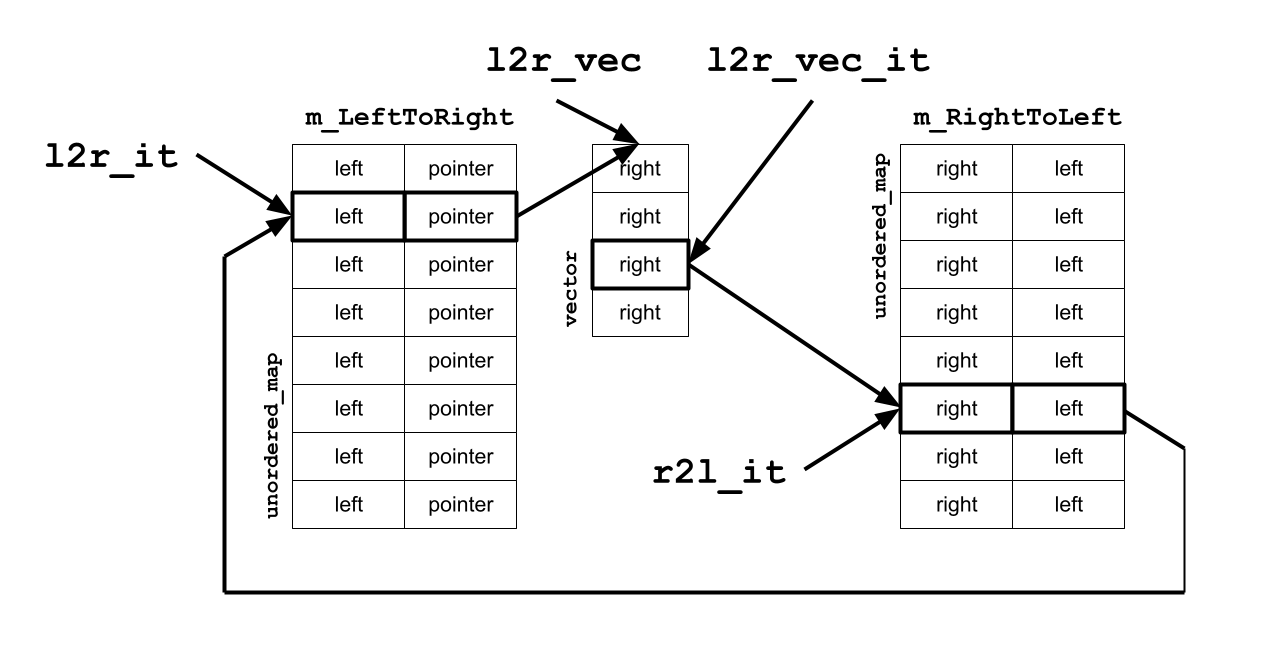 l2r_vec l2r_vec_it
m_LeftToRight m_RightToLeft
l2r_it
left pointer right right left
left pointer right right left
left pointer right right left
left pointer right right left
left pointer right left
left pointer right left
left pointer right left
left pointer right left
r2l_it
unordered_map
vector
unordered_map